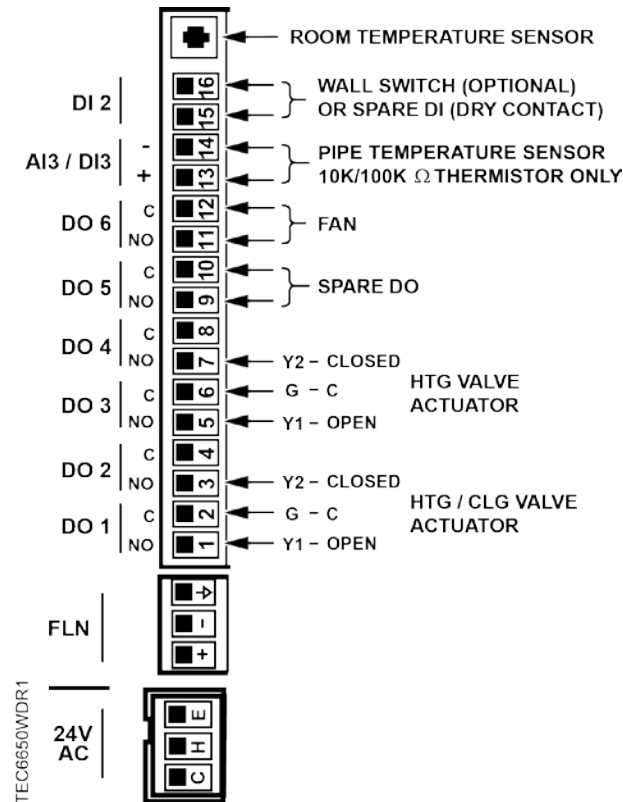 ROOM TEMPERATURE SENSOR
DI 2
16
15
WALL SWITCH (OPTIONAL)
OR SPARE DI (DRY CONTACT)
AI3 / DI3
-
+
14
13
PIPE TEMPERATURE SENSOR
10K/100K Ω THERMISTOR ONLY
DO 6
C
NO
12
11
FAN
DO 5
C
NO
10
9
SPARE DO
DO 4
C
NO
8
7
Y2 – CLOSED
DO 3
C
NO
6
5
G – C
Y1 – OPEN
HTG VALVE
ACTUATOR
DO 2
C
NO
4
3
Y2 – CLOSED
DO 1
C
NO
2
1
G – C
Y1 – OPEN
HTG / CLG VALVE
ACTUATOR
FLN
-
+
24V
AC
E
H
C
TEC6650WDR1